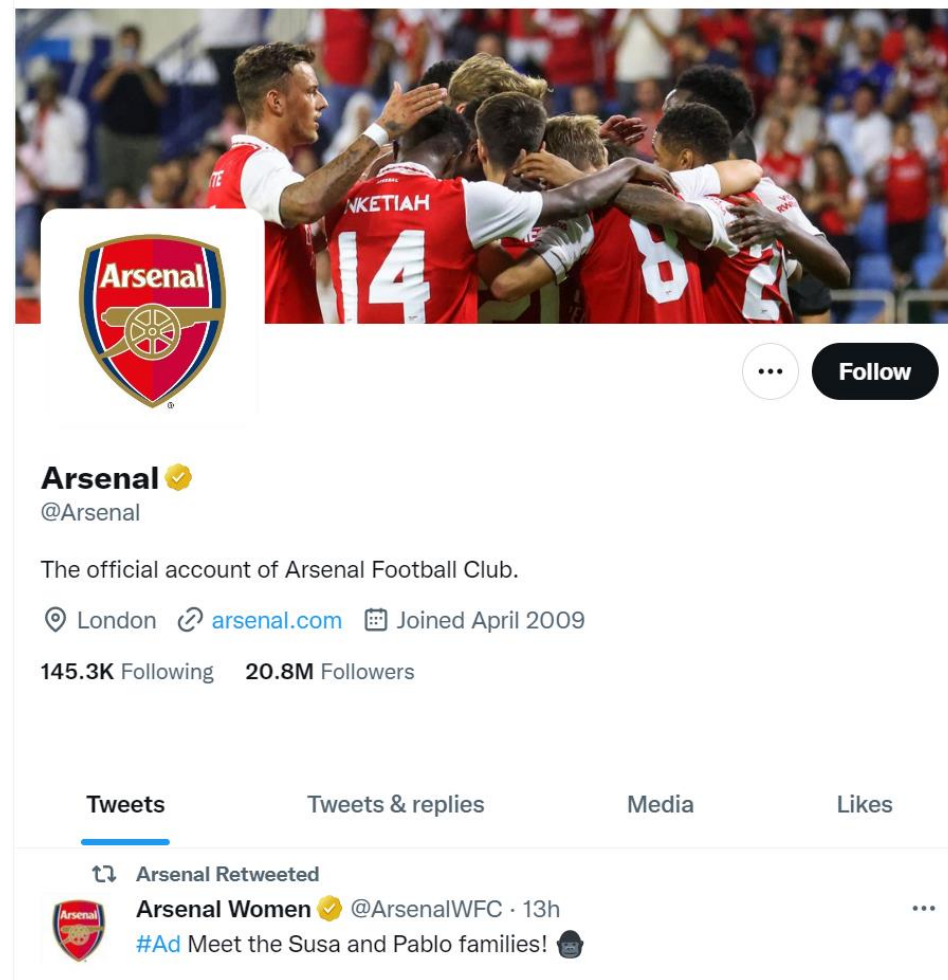 TE
NKETIAH
14
8
2
Arsenal
Follow
Arsenal
@Arsenal
The official account of Arsenal Football Club.
London arsenal.com Joined April 2009
145.3K Following 20.8M Followers
Tweets Tweets & replies Media Likes
Arsenal Retweeted
Arsenal
Arsenal Women @ArsenalWFC · 13h
#Ad Meet the Susa and Pablo families!